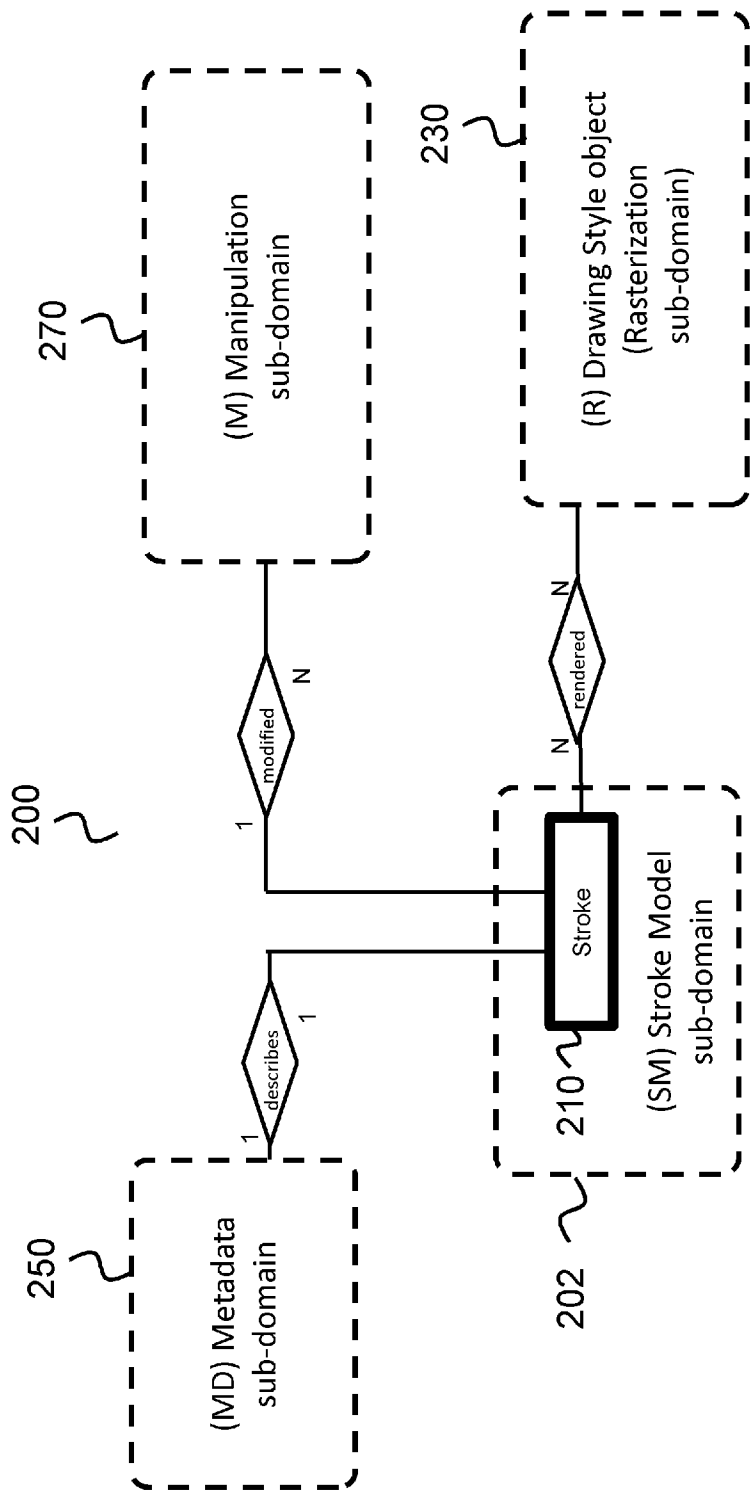 200
250
(MD) Metadata
sub-domain
1
describes
1
270
(M) Manipulation
sub-domain
1
modified
N
202
210
Stroke
(SM) Stroke Model
sub-domain
N
rendered
N
230
(R) Drawing Style object
(Rasterization
sub-domain)